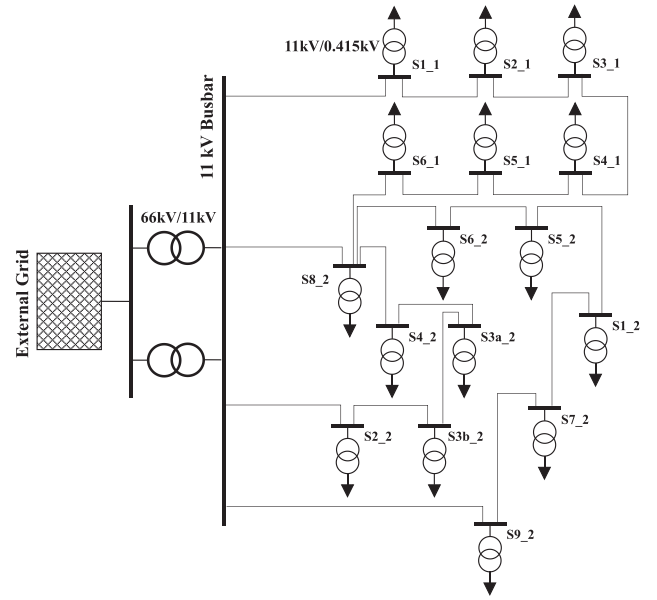 11kV/0.415kV
S1_1
S2_1
S3_1
11 kV Busbar
S6_1
S5_1
S4_1
66kV/11kV
S6_2
S5_2
External Grid
S8_2
S4_2
S3a_2
S1_2
S2_2
S3b_2
S7_2
S9_2